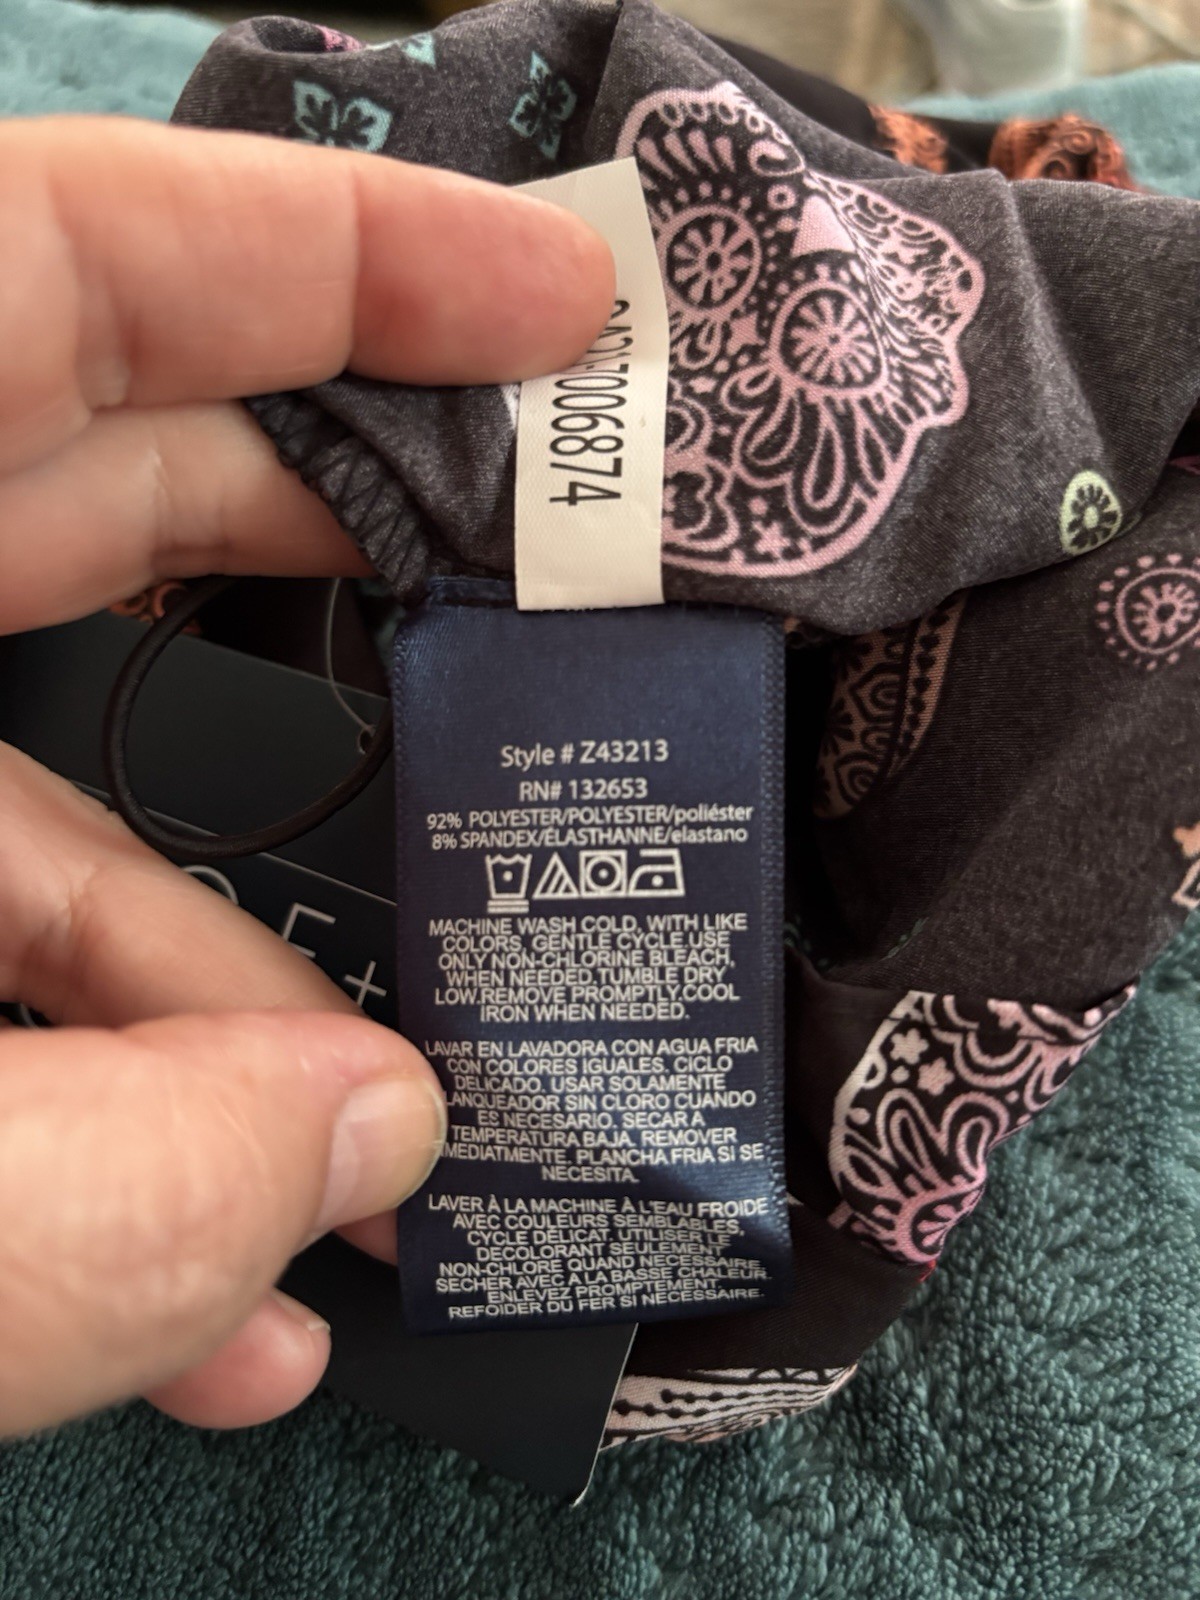 006874
Style # Z43213
RN# 132653
92% POLYESTER/POLYESTER/poliéster
8% SPANDEX/ÉLASTHANNE/elastano
MACHINE WASH COLD, WITH LIKE
COLORS, GENTLE CYCLE.USE
ONLY NON-CHLORINE BLEACH,
WHEN NEEDED.TUMBLE DRY
LOW.REMOVE PROMPTLY.COOL
IRON WHEN NEEDED.
LAVAR EN LAVADORA CON AGUA FRIA
CON COLORES IGUALES. CICLO
DELICADO. USAR SOLAMENTE
LANQUEADOR SIN CLORO CUANDO
ES NECESARIO. SECAR A
TEMPERATURA BAJA. REMOVER
MEDIATMENTE. PLANCHA FRIA SI SE
NECESITA.
LAVER À LA MACHINE À L'EAU FROIDE
AVEC COULEURS SEMBLABLES,
CYCLE DÉLICAT. UTILISER LE
DECOLORANT SEULEMENT
NON-CHLORE QUAND NECESSAIRE.
SECHER AVEC A LA BASSE CHALEUR.
ENLEVEZ PROMPTEMENT.
REFOIDER DU FER SI NECESSAIRE.